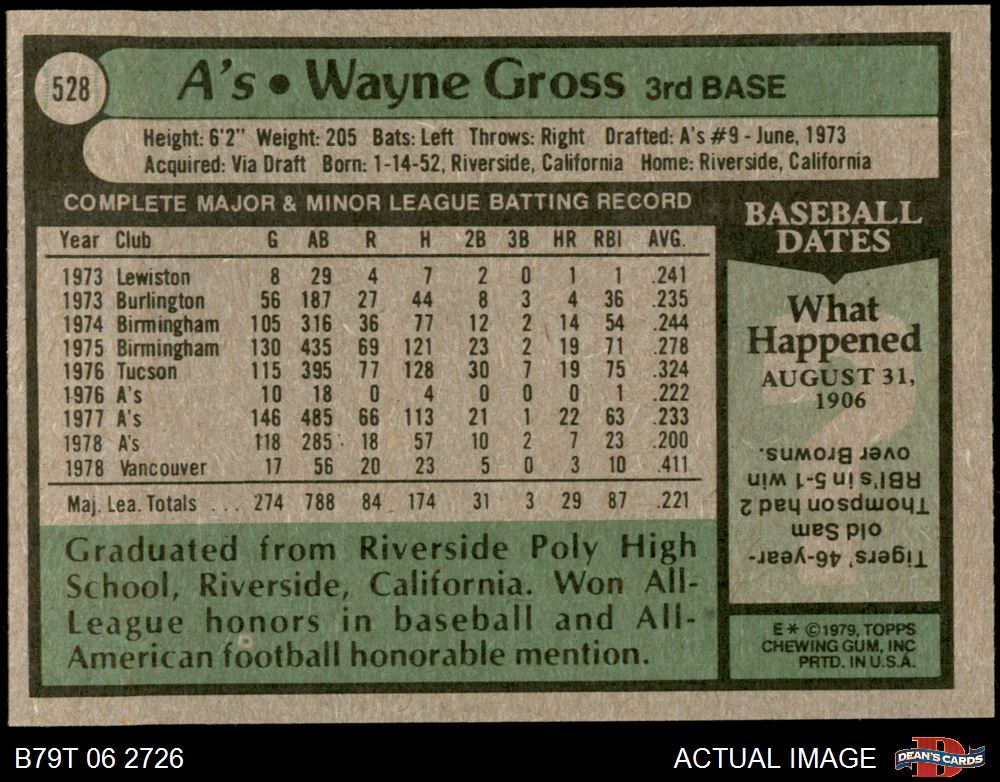 528
A's • Wayne Gross 3rd BASE
Height: 6'2" Weight: 205 Bats: Left Throws: Right Drafted: A's #9 - June, 1973
Acquired: Via Draft Born: 1-14-52, Riverside, California Home: Riverside, California
COMPLETE MAJOR & MINOR LEAGUE BATTING RECORD
Year Club G AB R H 2B 3B HR RBI AVG.
1973 Lewiston 8 29 4 7 2 0 1 1 .241
1973 Burlington 56 187 27 44 8 3 4 36 .235
1974 Birmingham 105 316 36 77 12 2 14 54 .244
1975 Birmingham 130 435 69 121 23 2 19 71 .278
1976 Tucson 115 395 77 128 30 7 19 75 .324
1976 A's 10 18 0 4 0 0 0 1 .222
1977 A's 146 485 66 113 21 1 22 63 .233
1978 A's 118 285 18 57 10 2 7 23 .200
1978 Vancouver 17 56 20 23 5 0 3 10 .411
Maj. Lea. Totals ... 274 788 84 174 31 3 29 87 .221
Graduated from Riverside Poly High
School, Riverside, California. Won All-
League honors in baseball and All-
American football honorable mention.
BASEBALL
DATES
What
Happened
AUGUST 31,
1906
Tigers' 46-year-
old Sam
Thompson had 2
RBI's in 5-1 win
over Browns.
E* ©1979, TOPPS
CHEWING GUM, INC
PRTD. IN U.S.A.
B79T 06 2726
ACTUAL IMAGE
DEAN'S CARDS